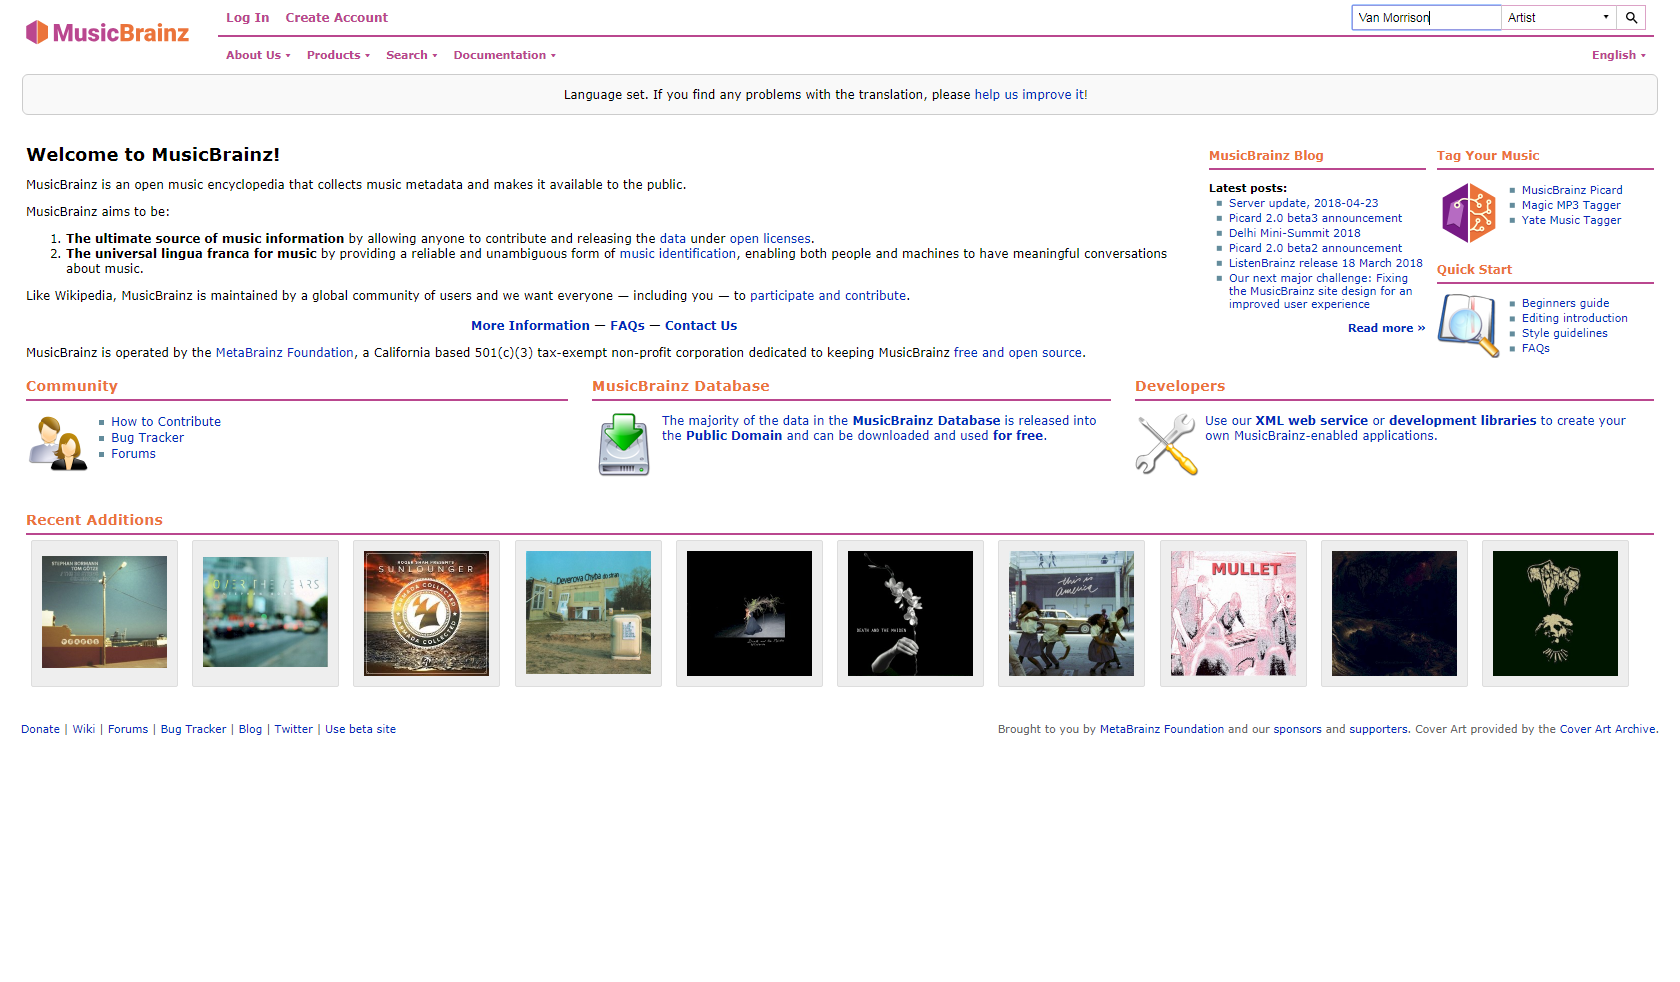 MusicBrainz
Log In Create Account
Van Morrison Artist
About Us Products Search Documentation English
Language set. If you find any problems with the translation, please help us improve it!
Welcome to MusicBrainz!
MusicBrainz is an open music encyclopedia that collects music metadata and makes it available to the public.
MusicBrainz aims to be:
1. The ultimate source of music information by allowing anyone to contribute and releasing the data under open licenses.
2. The universal lingua franca for music by providing a reliable and unambiguous form of music identification, enabling both people and machines to have meaningful conversations
about music.
Like Wikipedia, MusicBrainz is maintained by a global community of users and we want everyone — including you — to participate and contribute.
More Information — FAQs — Contact Us
MusicBrainz is operated by the MetaBrainz Foundation, a California based 501(c)(3) tax-exempt non-profit corporation dedicated to keeping MusicBrainz free and open source.
MusicBrainz Blog
Latest posts:
Server update, 2018-04-23
Picard 2.0 beta3 announcement
Delhi Mini-Summit 2018
Picard 2.0 beta2 announcement
ListenBrainz release 18 March 2018
Our next major challenge: Fixing
the MusicBrainz site design for an
improved user experience
Read more »
Tag Your Music
MusicBrainz Picard
Magic MP3 Tagger
Yate Music Tagger
Quick Start
Beginners guide
Editing introduction
Style guidelines
FAQs
Community
How to Contribute
Bug Tracker
Forums
MusicBrainz Database
The majority of the data in the MusicBrainz Database is released into
the Public Domain and can be downloaded and used for free.
Developers
Use our XML web service or development libraries to create your
own MusicBrainz-enabled applications.
Recent Additions
STEPHAN BORMANN
TOM GÖTZE
OVER THE YEARS
ROGER SHAH PRESENTS
SUNLOUNGER
ARMADA COLLECTED
ARMADA COLLECTED
Deverova Chyba
DEATH AND THE MAIDEN
this is
america
MULLET
Donate | Wiki | Forums | Bug Tracker | Blog | Twitter | Use beta site
Brought to you by MetaBrainz Foundation and our sponsors and supporters. Cover Art provided by the Cover Art Archive.